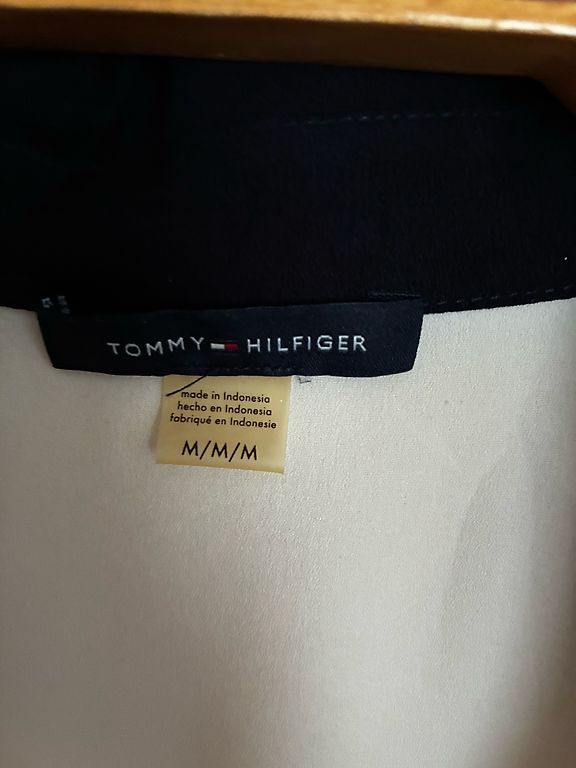 TOMMY HILFIGER
made in Indonesia
hecho en Indonesia
fabriqué en Indonesie
M/M/M